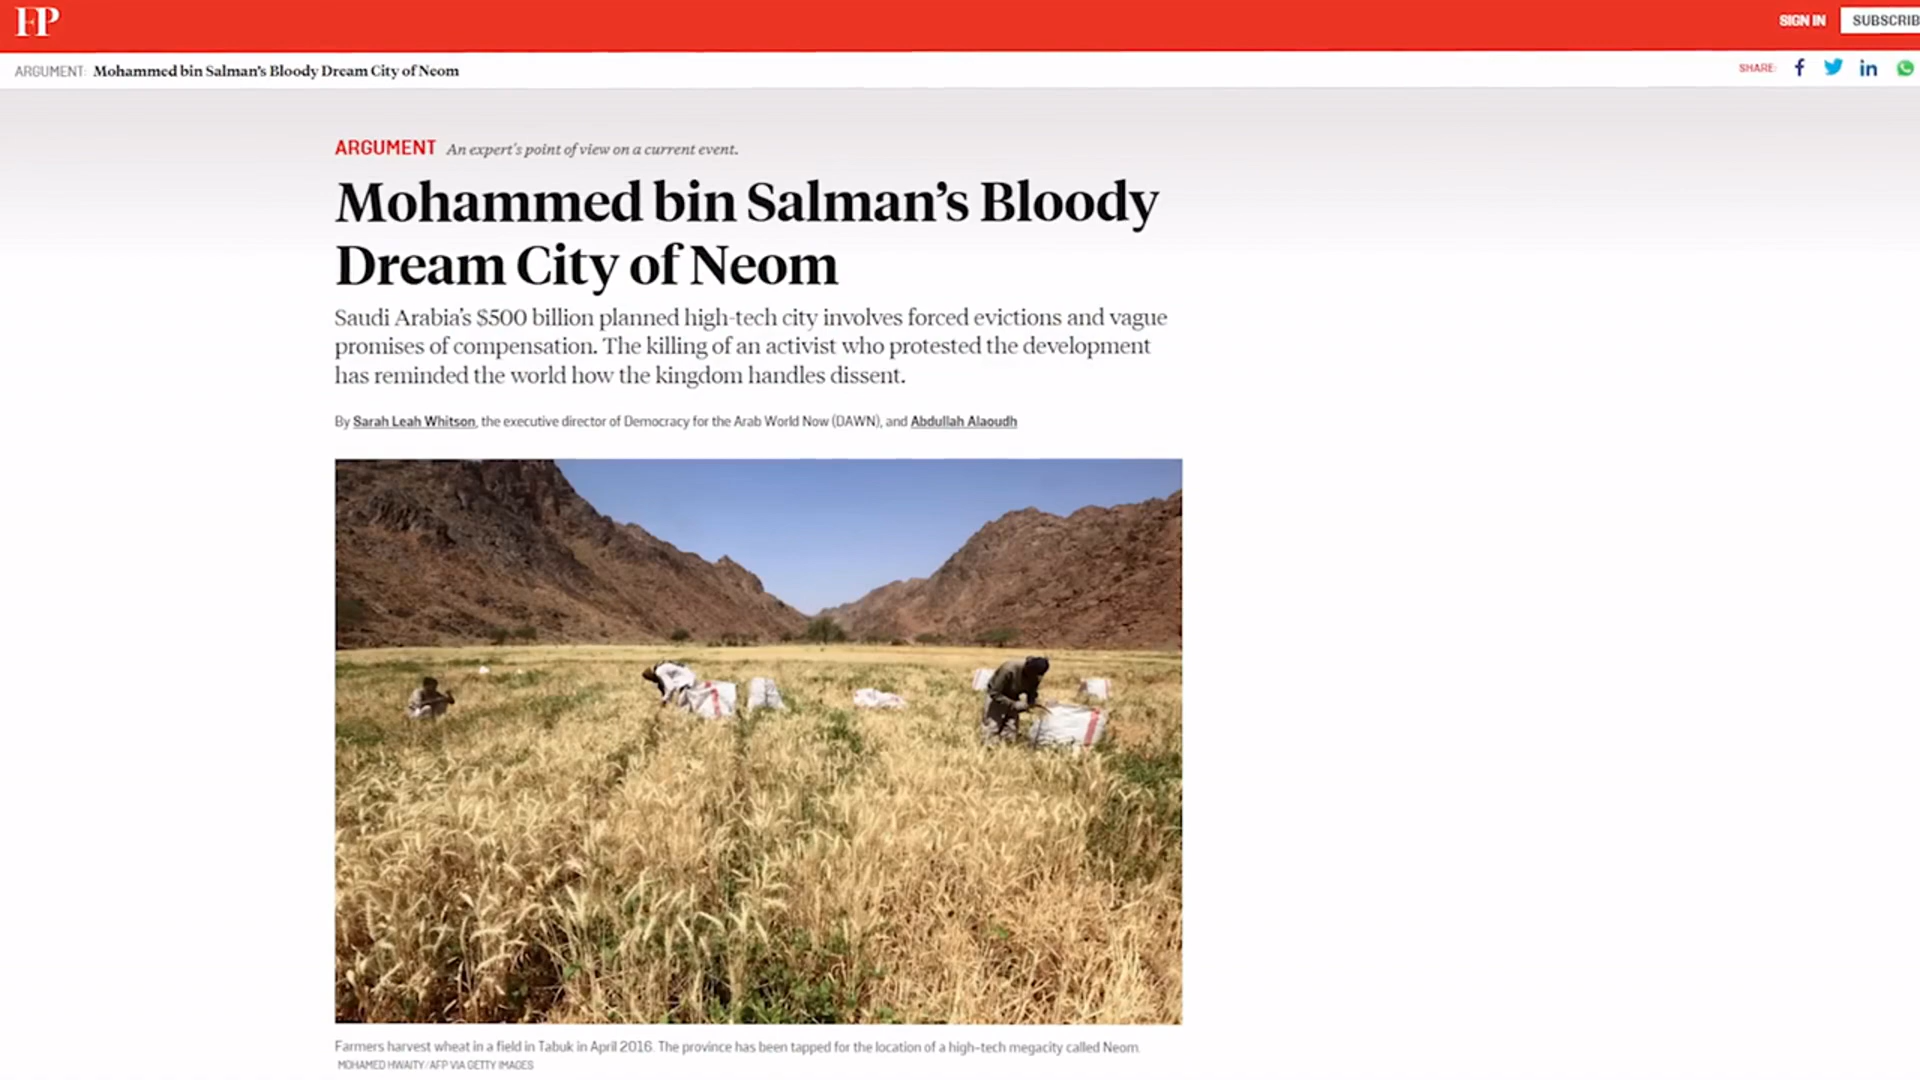 FP
SIGN IN
SUBSCRIB
ARGUMENT: Mohammed bin Salman's Bloody Dream City of Neom
SHARE:
ARGUMENT An expert's point of view on a current event.
Mohammed bin Salman's Bloody
Dream City of Neom
Saudi Arabia's $500 billion planned high-tech city involves forced evictions and vague
promises of compensation. The killing of an activist who protested the development
has reminded the world how the kingdom handles dissent.
By Sarah Leah Whitson, the executive director of Democracy for the Arab World Now (DAWN), and Abdullah Alaoudh
Farmers harvest wheat in a field in Tabuk in April 2016. The province has been tapped for the location of a high-tech megacity called Neom.
MOHAMED HWAITY/AFP VIA GETTY IMAGES